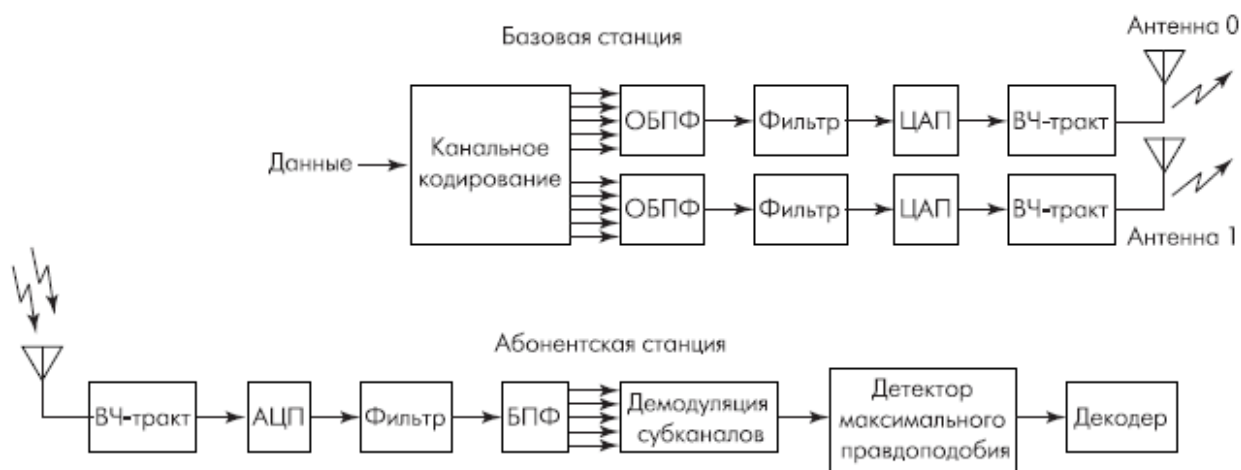 Базовая станция
Антенна 0
Данные
Канальное
кодирование
ОБПФ
Фильтр
ЦАП
ВЧ-тракт
ОБПФ
Фильтр
ЦАП
ВЧ-тракт
Антенна 1
Абонентская станция
ВЧ-тракт
АЦП
Фильтр
БПФ
Демодуляция
субканалов
Детектор
максимального
правдоподобия
Декодер